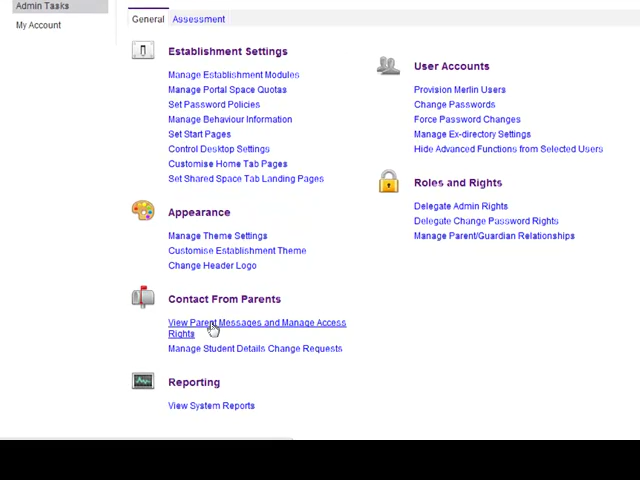 Admin Tasks
My Account
General Assessment
Establishment Settings
Manage Establishment Modules
Manage Portal Space Quotas
Set Password Policies
Manage Behaviour Information
Set Start Pages
Control Desktop Settings
Customise Home Tab Pages
Set Shared Space Tab Landing Pages
Appearance
Manage Theme Settings
Customise Establishment Theme
Change Header Logo
Contact From Parents
View Parent Messages and Manage Access
Rights
Manage Student Details Change Requests
Reporting
View System Reports
User Accounts
Provision Merlin Users
Change Passwords
Force Password Changes
Manage Ex-directory Settings
Hide Advanced Functions from Selected Users
Roles and Rights
Delegate Admin Rights
Delegate Change Password Rights
Manage Parent/Guardian Relationships